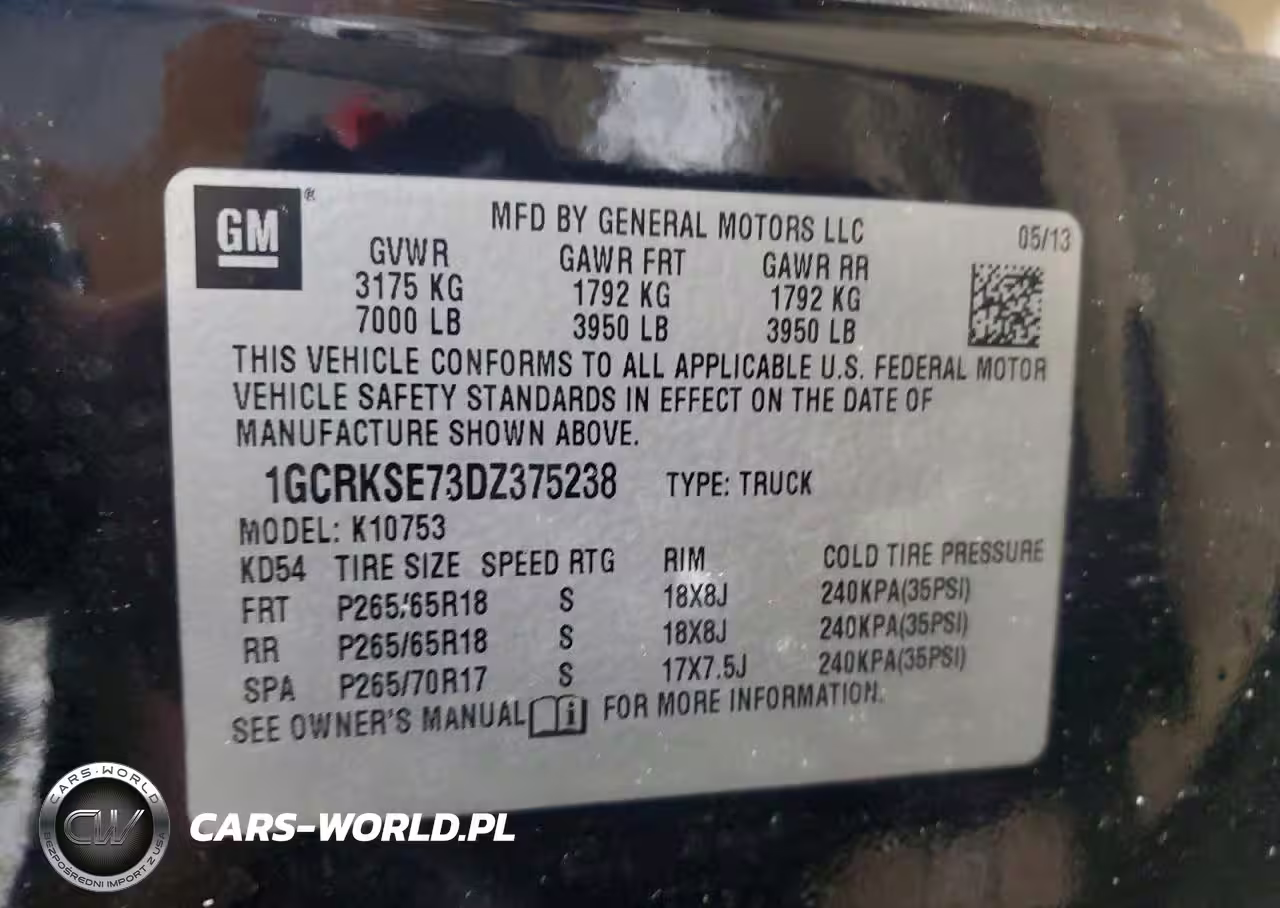 GM ®
MFD BY GENERAL MOTORS LLC
05/13
GVWR GAWR FRT GAWR RR
3175 KG 1792 KG 1792 KG
7000 LB 3950 LB 3950 LB
THIS VEHICLE CONFORMS TO ALL APPLICABLE U.S. FEDERAL MOTOR
VEHICLE SAFETY STANDARDS IN EFFECT ON THE DATE OF
MANUFACTURE SHOWN ABOVE.
1GCRKSE73DZ375238 TYPE: TRUCK
MODEL: K10753
KD54 TIRE SIZE SPEED RTG RIM COLD TIRE PRESSURE
FRT P265/65R18 S 18X8J 240KPA(35PSI)
RR P265/65R18 S 18X8J 240KPA(35PSI)
SPA P265/70R17 S 17X7.5J 240KPA(35PSI)
SEE OWNER'S MANUAL i FOR MORE INFORMATION.
CARS-WORLD
CW
BEZPOŚREDNI IMPORT Z USA
CARS-WORLD.PL